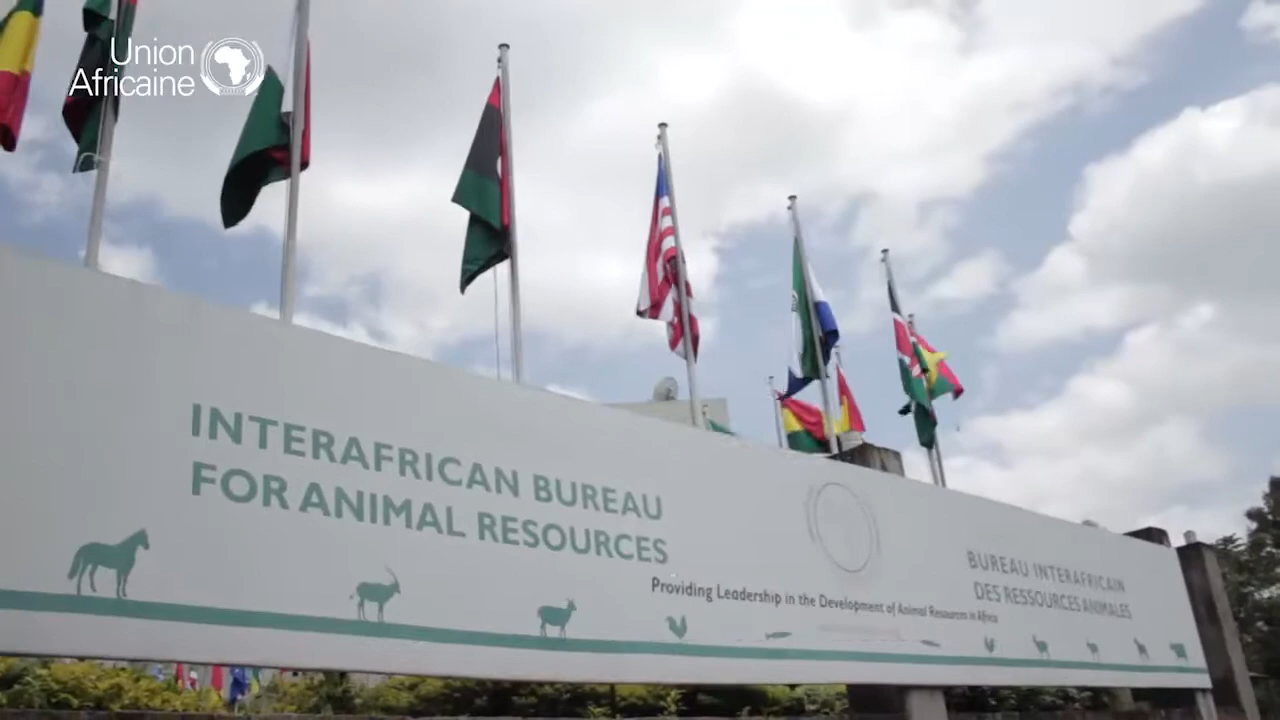 Union
Africaine
INTERAFRICAN BUREAU
FOR ANIMAL RESOURCES
Providing Leadership in the Development of Animal Resources in Africa
BUREAU INTERAFRICAIN
DES RESSOURCES ANIMALES